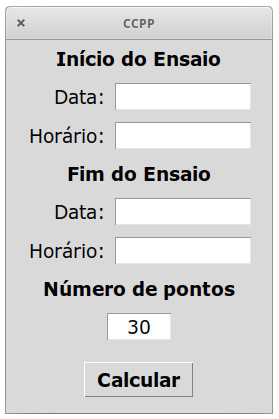 × CCPP
Início do Ensaio
Data:
Horário:
Fim do Ensaio
Data:
Horário:
Número de pontos
30
Calcular